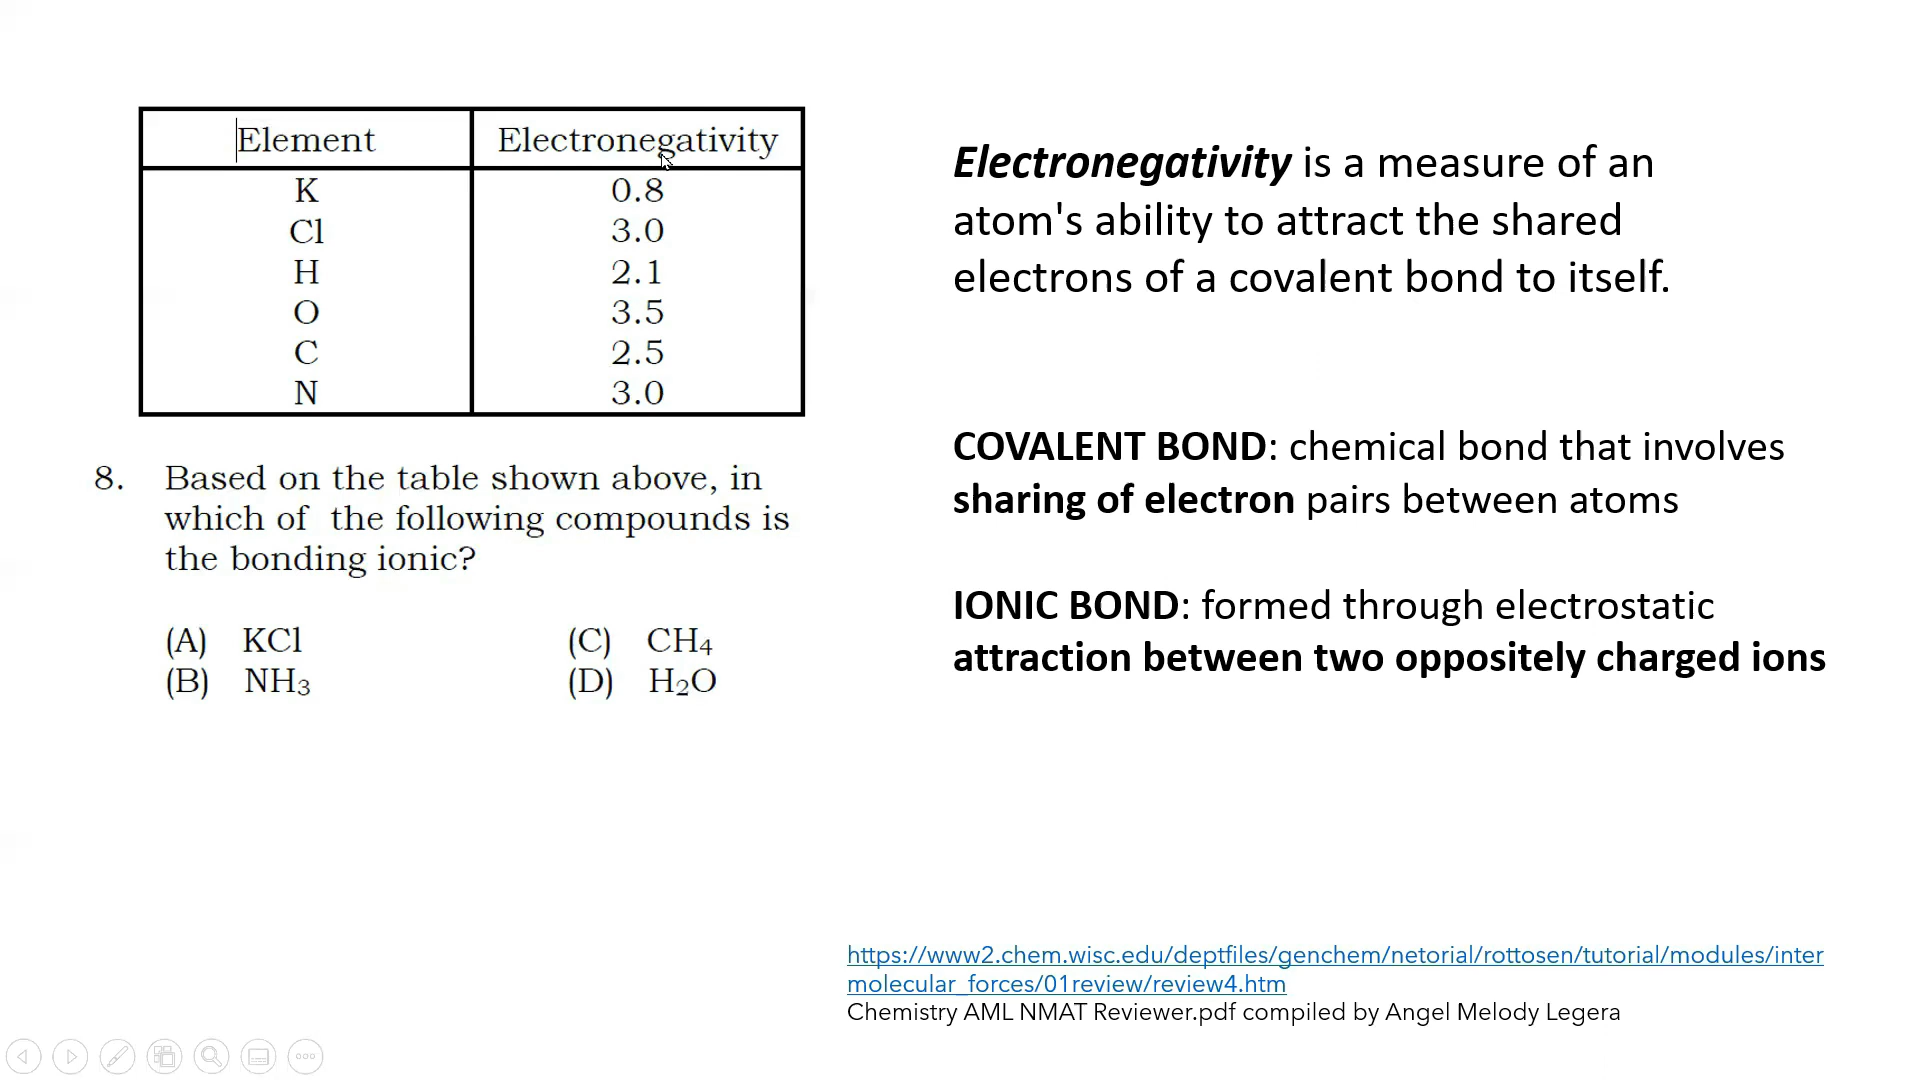 Element Electronegativity
K 0.8
Cl 3.0
H 2.1
O 3.5
C 2.5
N 3.0
8. Based on the table shown above, in
which of the following compounds is
the bonding ionic?
(A) KCl (C) CH₄
(B) NH₃ (D) H₂O
Electronegativity is a measure of an
atom's ability to attract the shared
electrons of a covalent bond to itself.
COVALENT BOND: chemical bond that involves
sharing of electron pairs between atoms
IONIC BOND: formed through electrostatic
attraction between two oppositely charged ions
https://www2.chem.wisc.edu/deptfiles/genchem/netorial/rottosen/tutorial/modules/inter
molecular_forces/01review/review4.htm
Chemistry AML NMAT Reviewer.pdf compiled by Angel Melody Legera